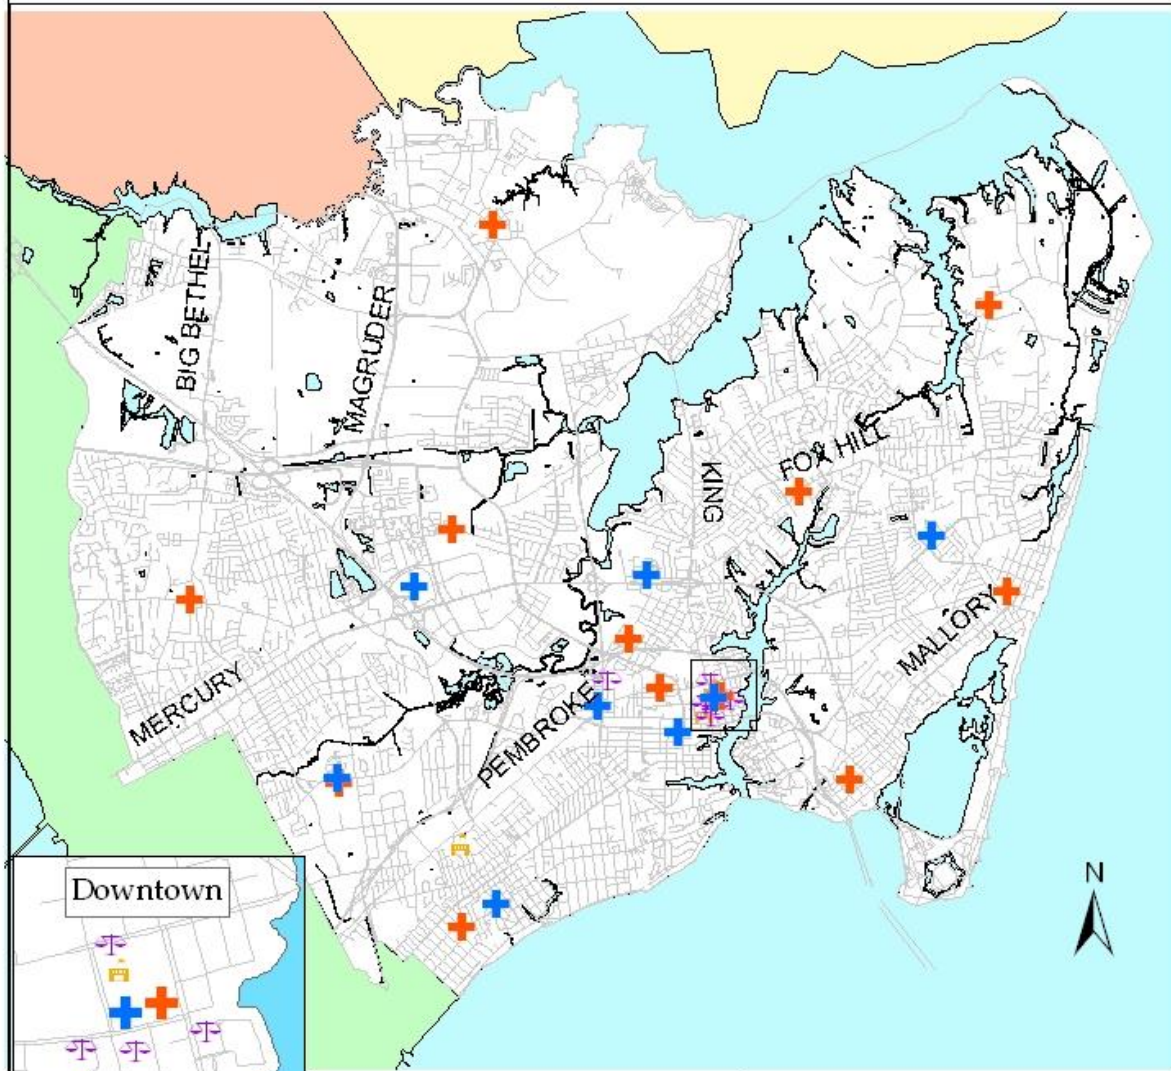 BIG BETHEL
MAGRUDER
FOX HILL
KING
MALLORY
MERCURY
PEMBROKE
Downtown
N